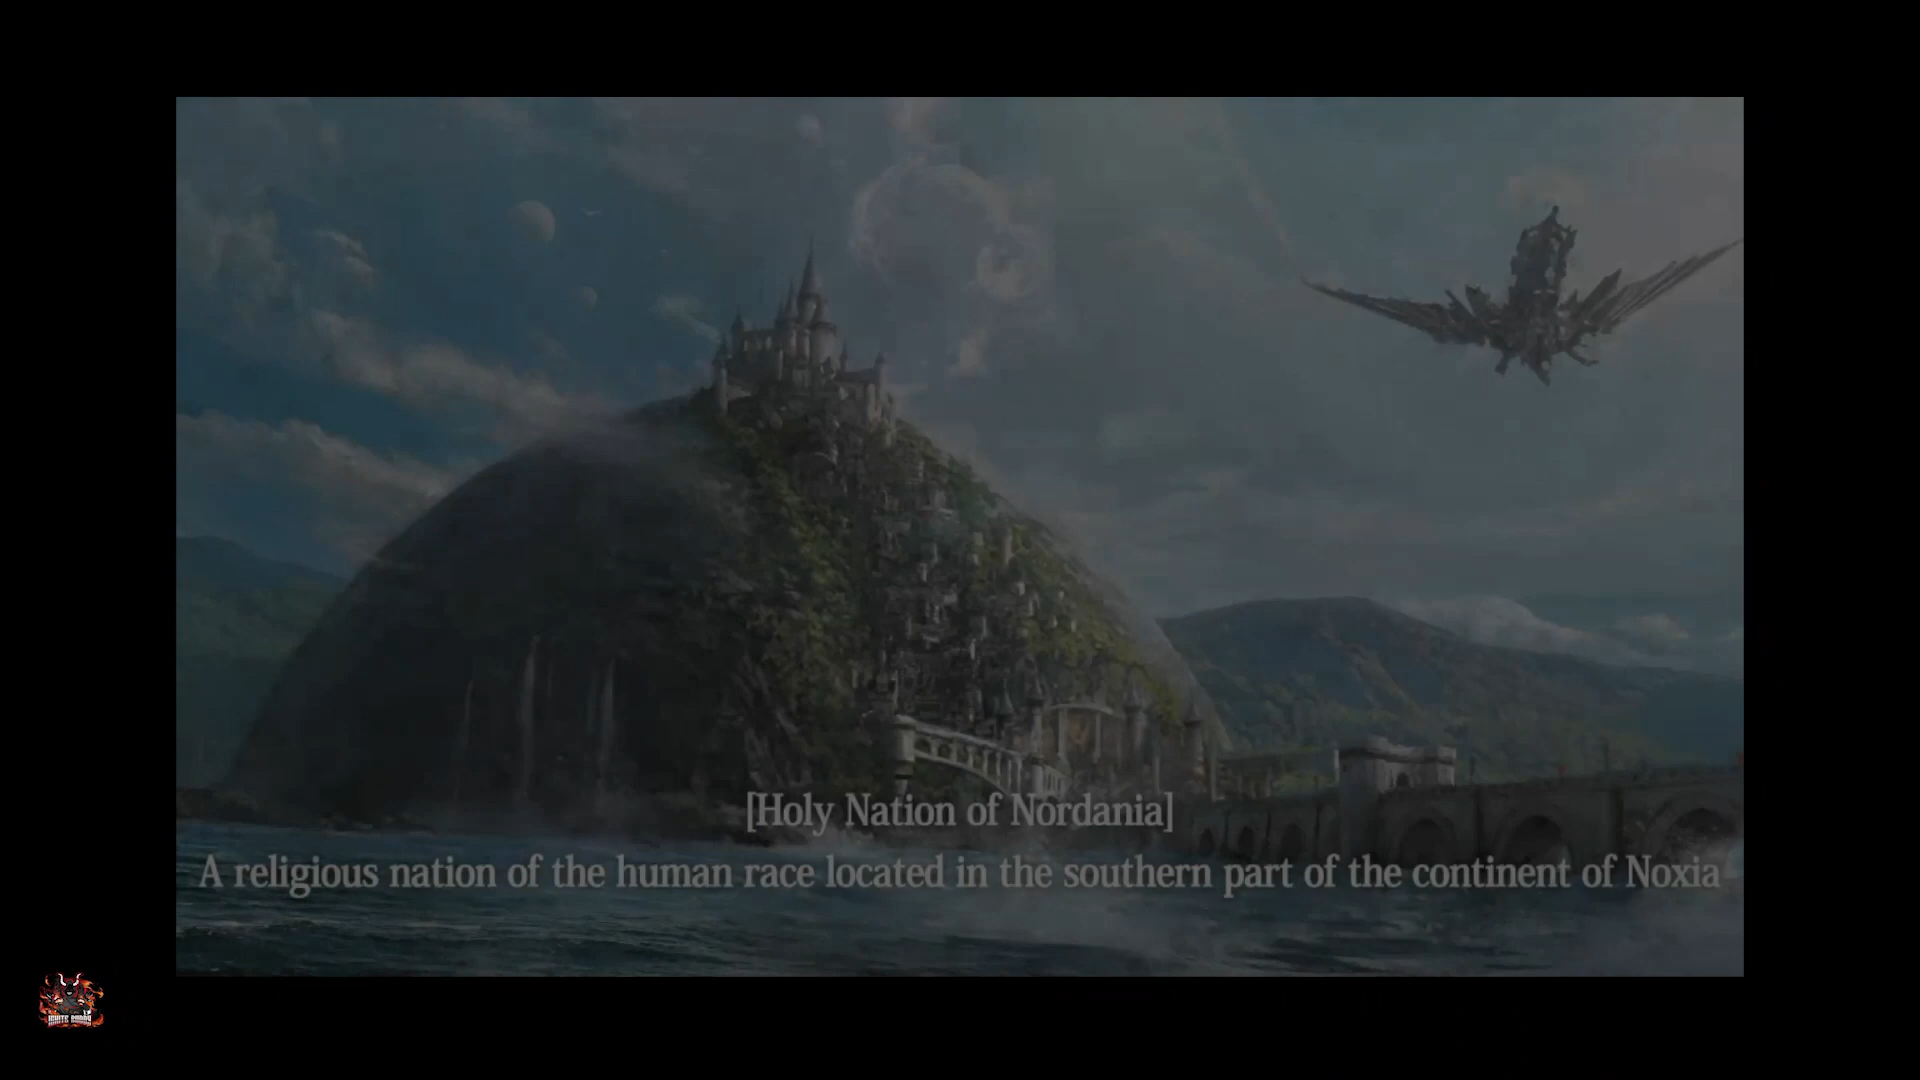 [Holy Nation of Nordania]
A religious nation of the human race located in the southern part of the continent of Noxia